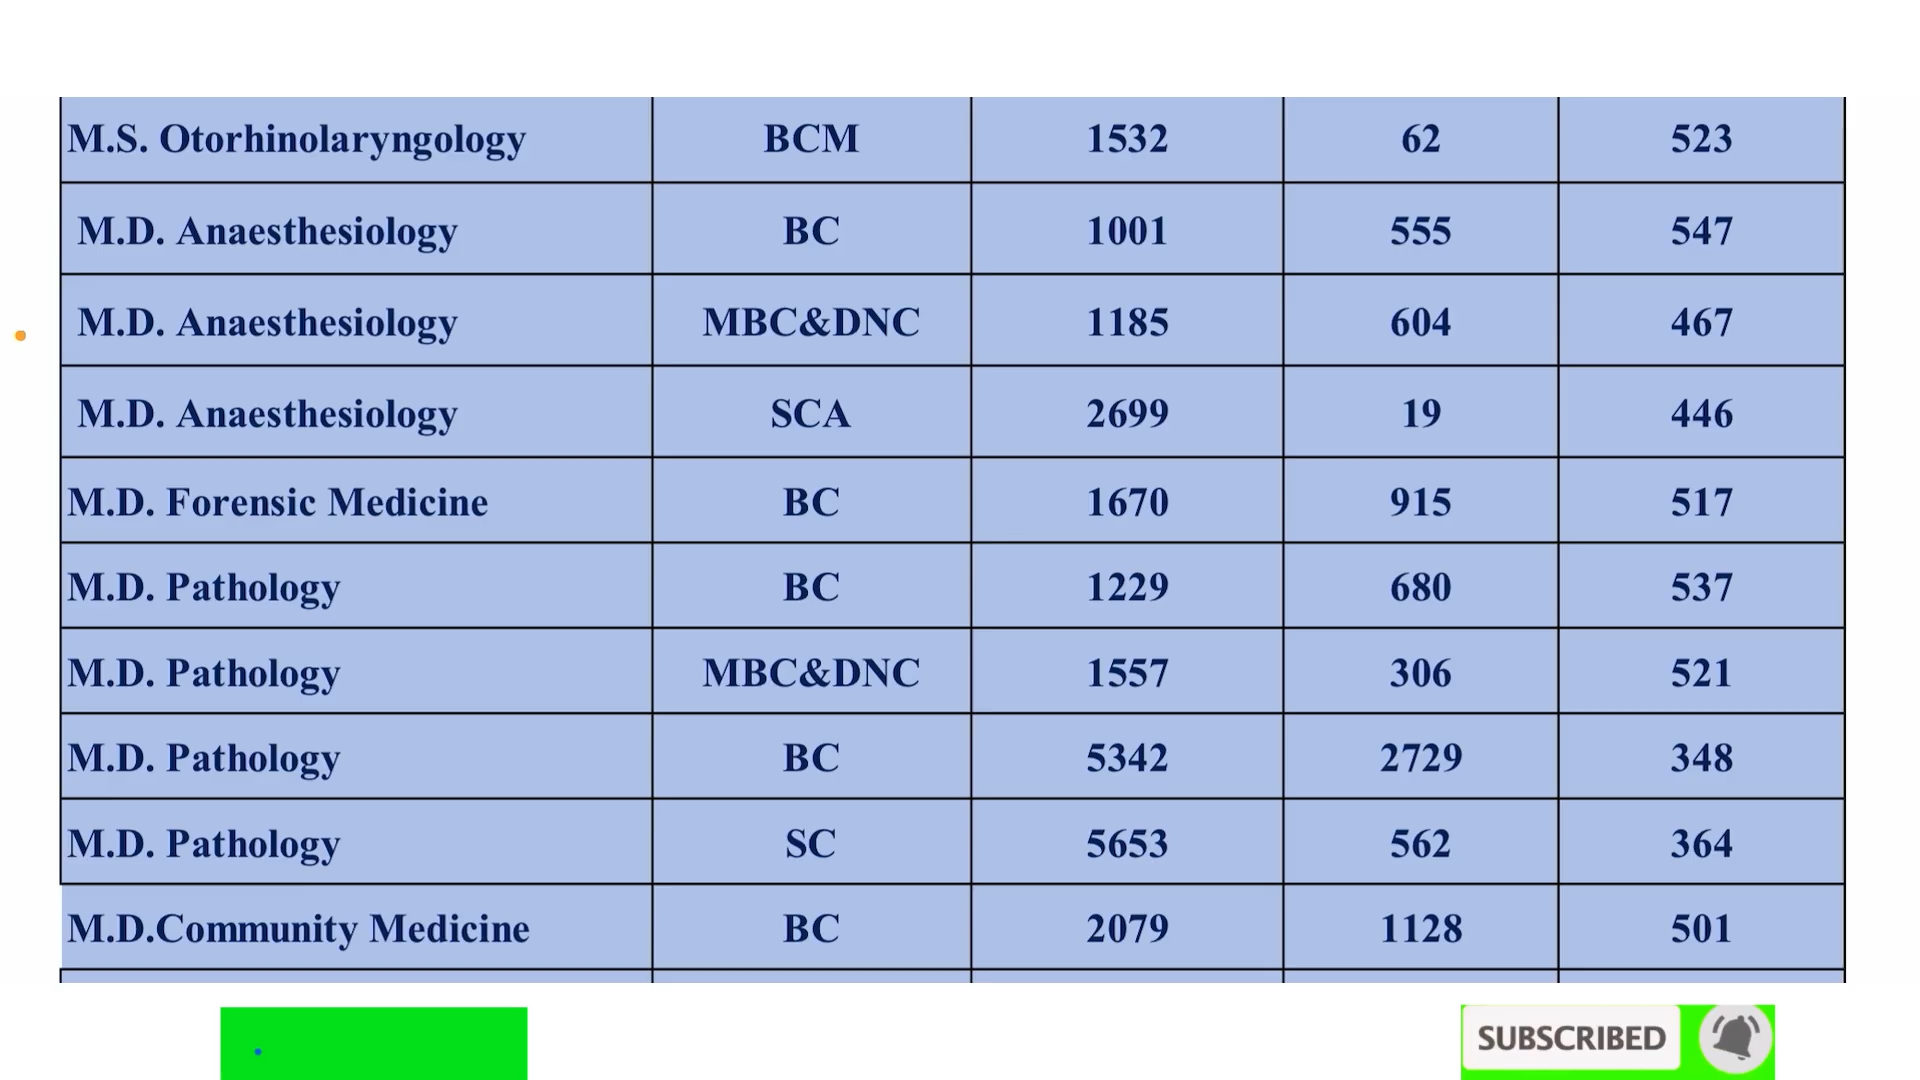 M.S. Otorhinolaryngology BCM 1532 62 523
M.D. Anaesthesiology BC 1001 555 547
M.D. Anaesthesiology MBC&DNC 1185 604 467
M.D. Anaesthesiology SCA 2699 19 446
M.D. Forensic Medicine BC 1670 915 517
M.D. Pathology BC 1229 680 537
M.D. Pathology MBC&DNC 1557 306 521
M.D. Pathology BC 5342 2729 348
M.D. Pathology SC 5653 562 364
M.D.Community Medicine BC 2079 1128 501
SUBSCRIBED